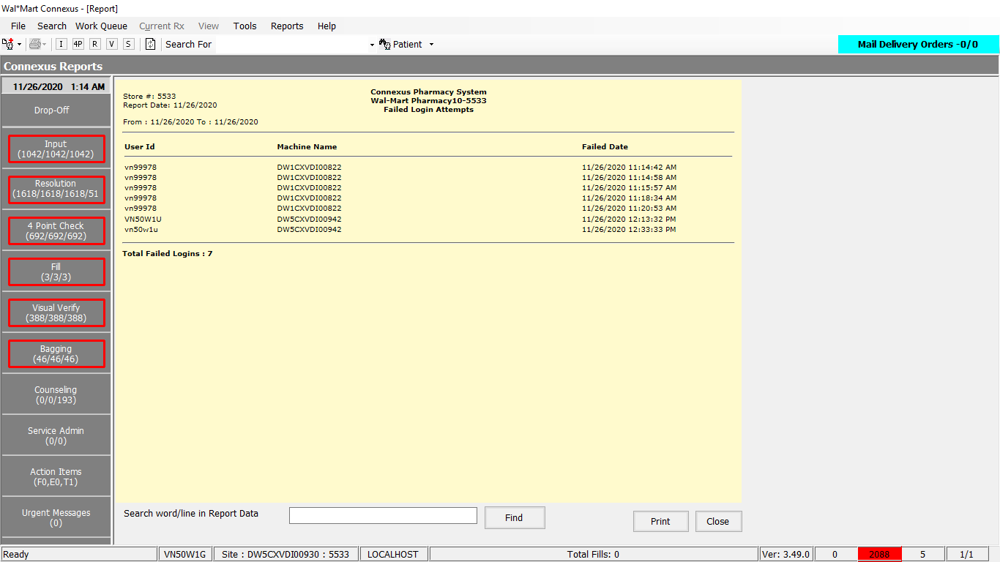 Wal*Mart Connexus - [Report]
File Search Work Queue Current Rx View Tools Reports Help
I 4P R V S Search For Patient Mail Delivery Orders -0/0
Connexus Reports
11/26/2020 1:14 AM
Drop-Off
Input
(1042/1042/1042)
Resolution
(1618/1618/1618/51
4 Point Check
(692/692/692)
Fill
(3/3/3)
Visual Verify
(388/388/388)
Bagging
(46/46/46)
Counseling
(0/0/193)
Service Admin
(0/0)
Action Items
(F0,E0,T1)
Urgent Messages
(0)
Connexus Pharmacy System
Store #: 5533
Wal-Mart Pharmacy10-5533
Report Date: 11/26/2020
Failed Login Attempts
From : 11/26/2020 To : 11/26/2020
User Id Machine Name Failed Date
vn99978 DW1CXVDI00822 11/26/2020 11:14:42 AM
vn99978 DW1CXVDI00822 11/26/2020 11:14:58 AM
vn99978 DW1CXVDI00822 11/26/2020 11:15:57 AM
vn99978 DW1CXVDI00822 11/26/2020 11:18:34 AM
vn99978 DW1CXVDI00822 11/26/2020 11:20:53 AM
VN50W1U DW5CXVDI00942 11/26/2020 12:13:32 PM
vn50w1u DW5CXVDI00942 11/26/2020 12:33:33 PM
Total Failed Logins : 7
Search word/line in Report Data Find Print Close
Ready VN50W1G Site : DW5CXVDI00930 : 5533 LOCALHOST Total Fills: 0 Ver: 3.49.0 0 2088 5 1/1